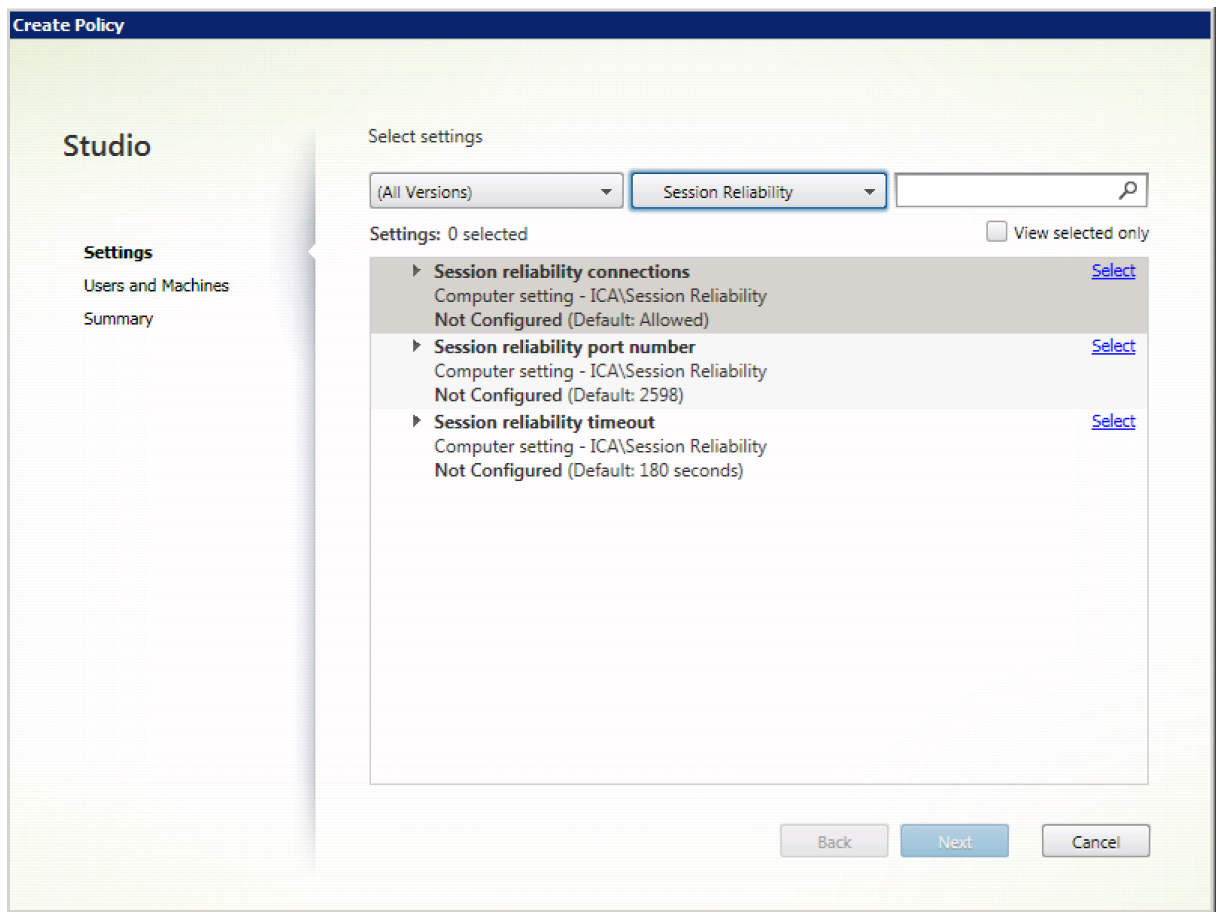 Create Policy
Studio
Settings
Users and Machines
Summary
Select settings
(All Versions)
Session Reliability
Settings: 0 selected
View selected only
Session reliability connections
Select
Computer setting - ICA\Session Reliability
Not Configured (Default: Allowed)
Session reliability port number
Select
Computer setting - ICA\Session Reliability
Not Configured (Default: 2598)
Session reliability timeout
Select
Computer setting - ICA\Session Reliability
Not Configured (Default: 180 seconds)
Back
Next
Cancel